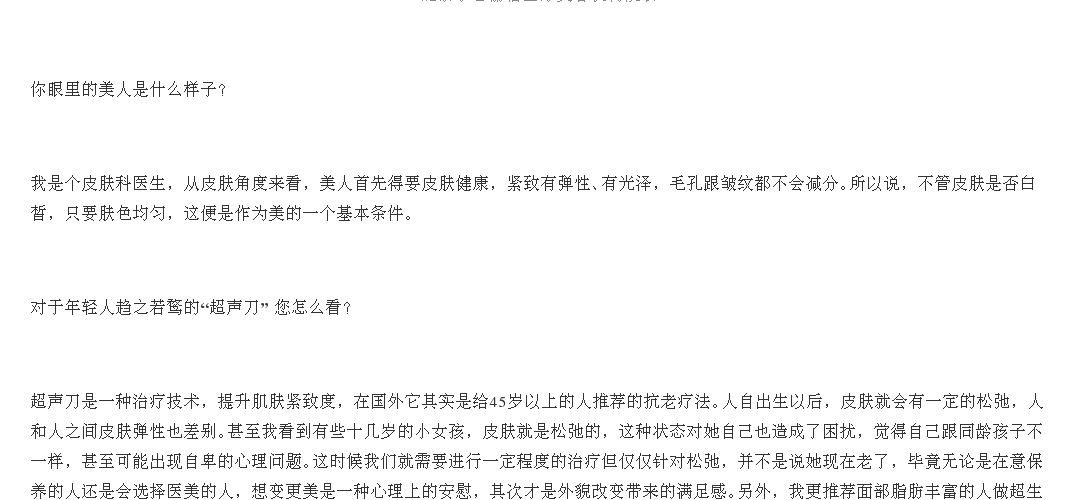 你眼里的美人是什么样子？
我是个皮肤科医生，从皮肤角度来看，美人首先得要皮肤健康，紧致有弹性、有光泽，毛孔跟皱纹都不会减分。所以说，不管皮肤是否白
皙，只要肤色均匀，这便是作为美的一个基本条件。
对于年轻人趋之若鹜的“超声刀” 您怎么看？
超声刀是一种治疗技术，提升肌肤紧致度，在国外它其实是给45岁以上的人推荐的抗老疗法。人自出生以后，皮肤就会有一定的松弛，人
和人之间皮肤弹性也差别。甚至我看到有些十几岁的小女孩，皮肤就是松弛的，这种状态对她自己也造成了困扰，觉得自己跟同龄孩子不
一样，甚至可能出现自卑的心理问题。这时候我们就需要进行一定程度的治疗但仅仅针对松弛，并不是说她现在老了，毕竟无论是在意保
养的人还是会选择医美的人，想变更美是一种心理上的安慰，其次才是外貌改变带来的满足感。另外，我更推荐面部脂肪丰富的人做超生